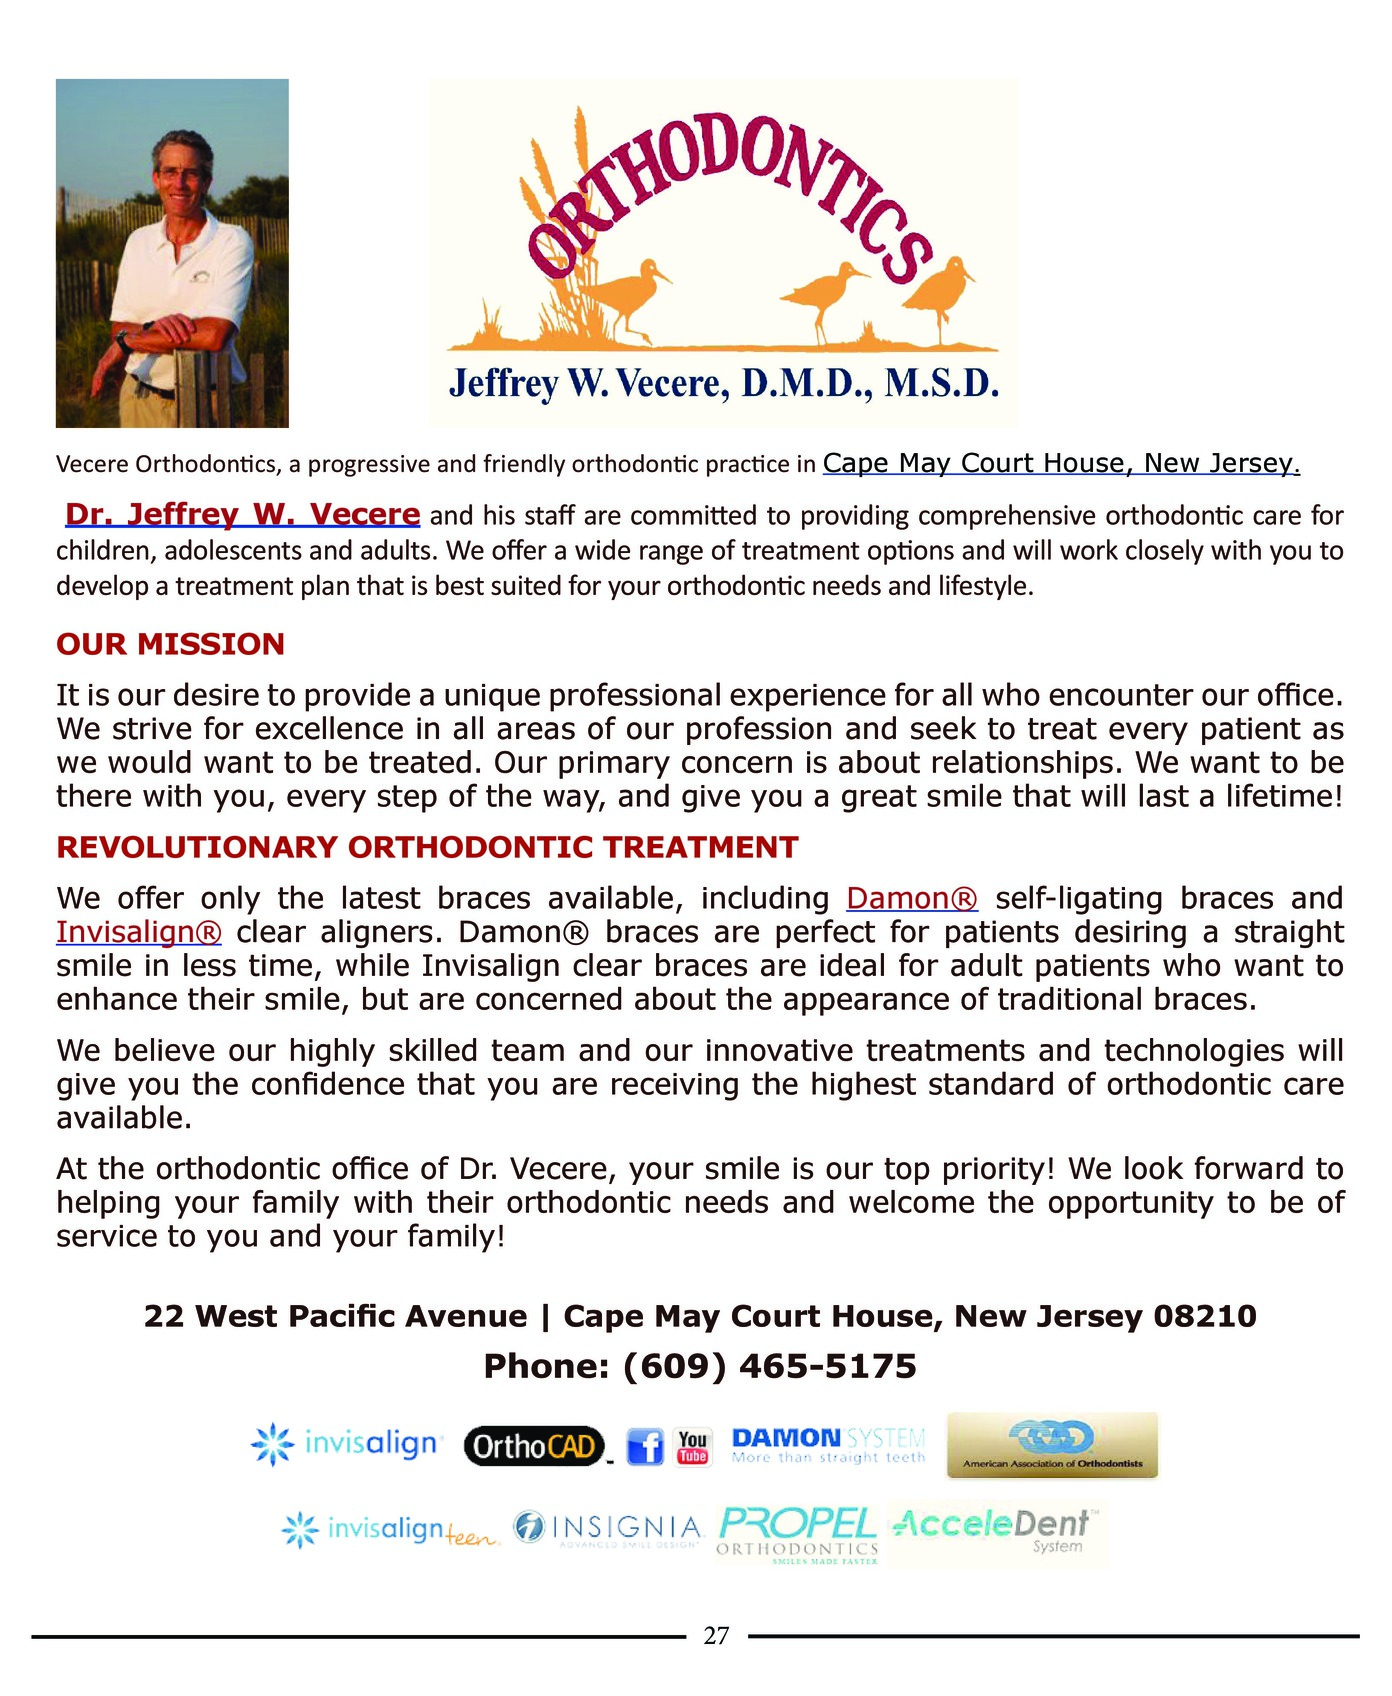 ORTHODONTICS
Jeffrey W. Vecere, D.M.D., M.S.D.
Vecere Orthodontics, a progressive and friendly orthodontic practice in Cape May Court House, New Jersey.
Dr. Jeffrey W. Vecere and his staff are committed to providing comprehensive orthodontic care for
children, adolescents and adults. We offer a wide range of treatment options and will work closely with you to
develop a treatment plan that is best suited for your orthodontic needs and lifestyle.
OUR MISSION
It is our desire to provide a unique professional experience for all who encounter our office.
We strive for excellence in all areas of our profession and seek to treat every patient as
we would want to be treated. Our primary concern is about relationships. We want to be
there with you, every step of the way, and give you a great smile that will last a lifetime!
REVOLUTIONARY ORTHODONTIC TREATMENT
We offer only the latest braces available, including Damon® self-ligating braces and
Invisalign® clear aligners. Damon® braces are perfect for patients desiring a straight
smile in less time, while Invisalign clear braces are ideal for adult patients who want to
enhance their smile, but are concerned about the appearance of traditional braces.
We believe our highly skilled team and our innovative treatments and technologies will
give you the confidence that you are receiving the highest standard of orthodontic care
available.
At the orthodontic office of Dr. Vecere, your smile is our top priority! We look forward to
helping your family with their orthodontic needs and welcome the opportunity to be of
service to you and your family!
22 West Pacific Avenue | Cape May Court House, New Jersey 08210
Phone: (609) 465-5175
invisalign
OrthoCAD
f
You
Tube
DAMON SYSTEM
More than straight teeth
American Association of Orthodontists
invisalign teen
INSIGNIA
ADVANCED SMILE DESIGN
PROPEL
ORTHODONTICS
SMILES MADE FASTER
AcceleDent
System
27